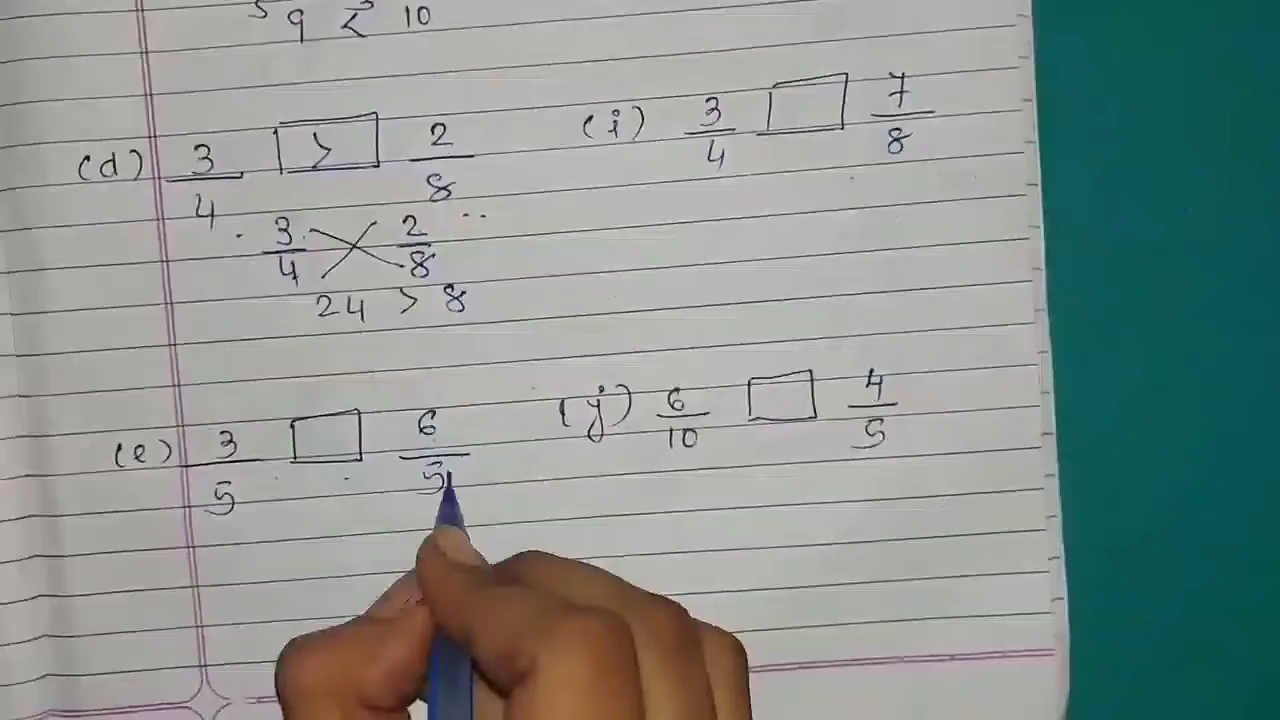 5 9 < 10
(d) 3/4 > 2/8
3/4 2/8
24 > 8
(i) 3/4 □ 7/8
(e) 3/5 □ 6/5
(j) 6/10 □ 4/5